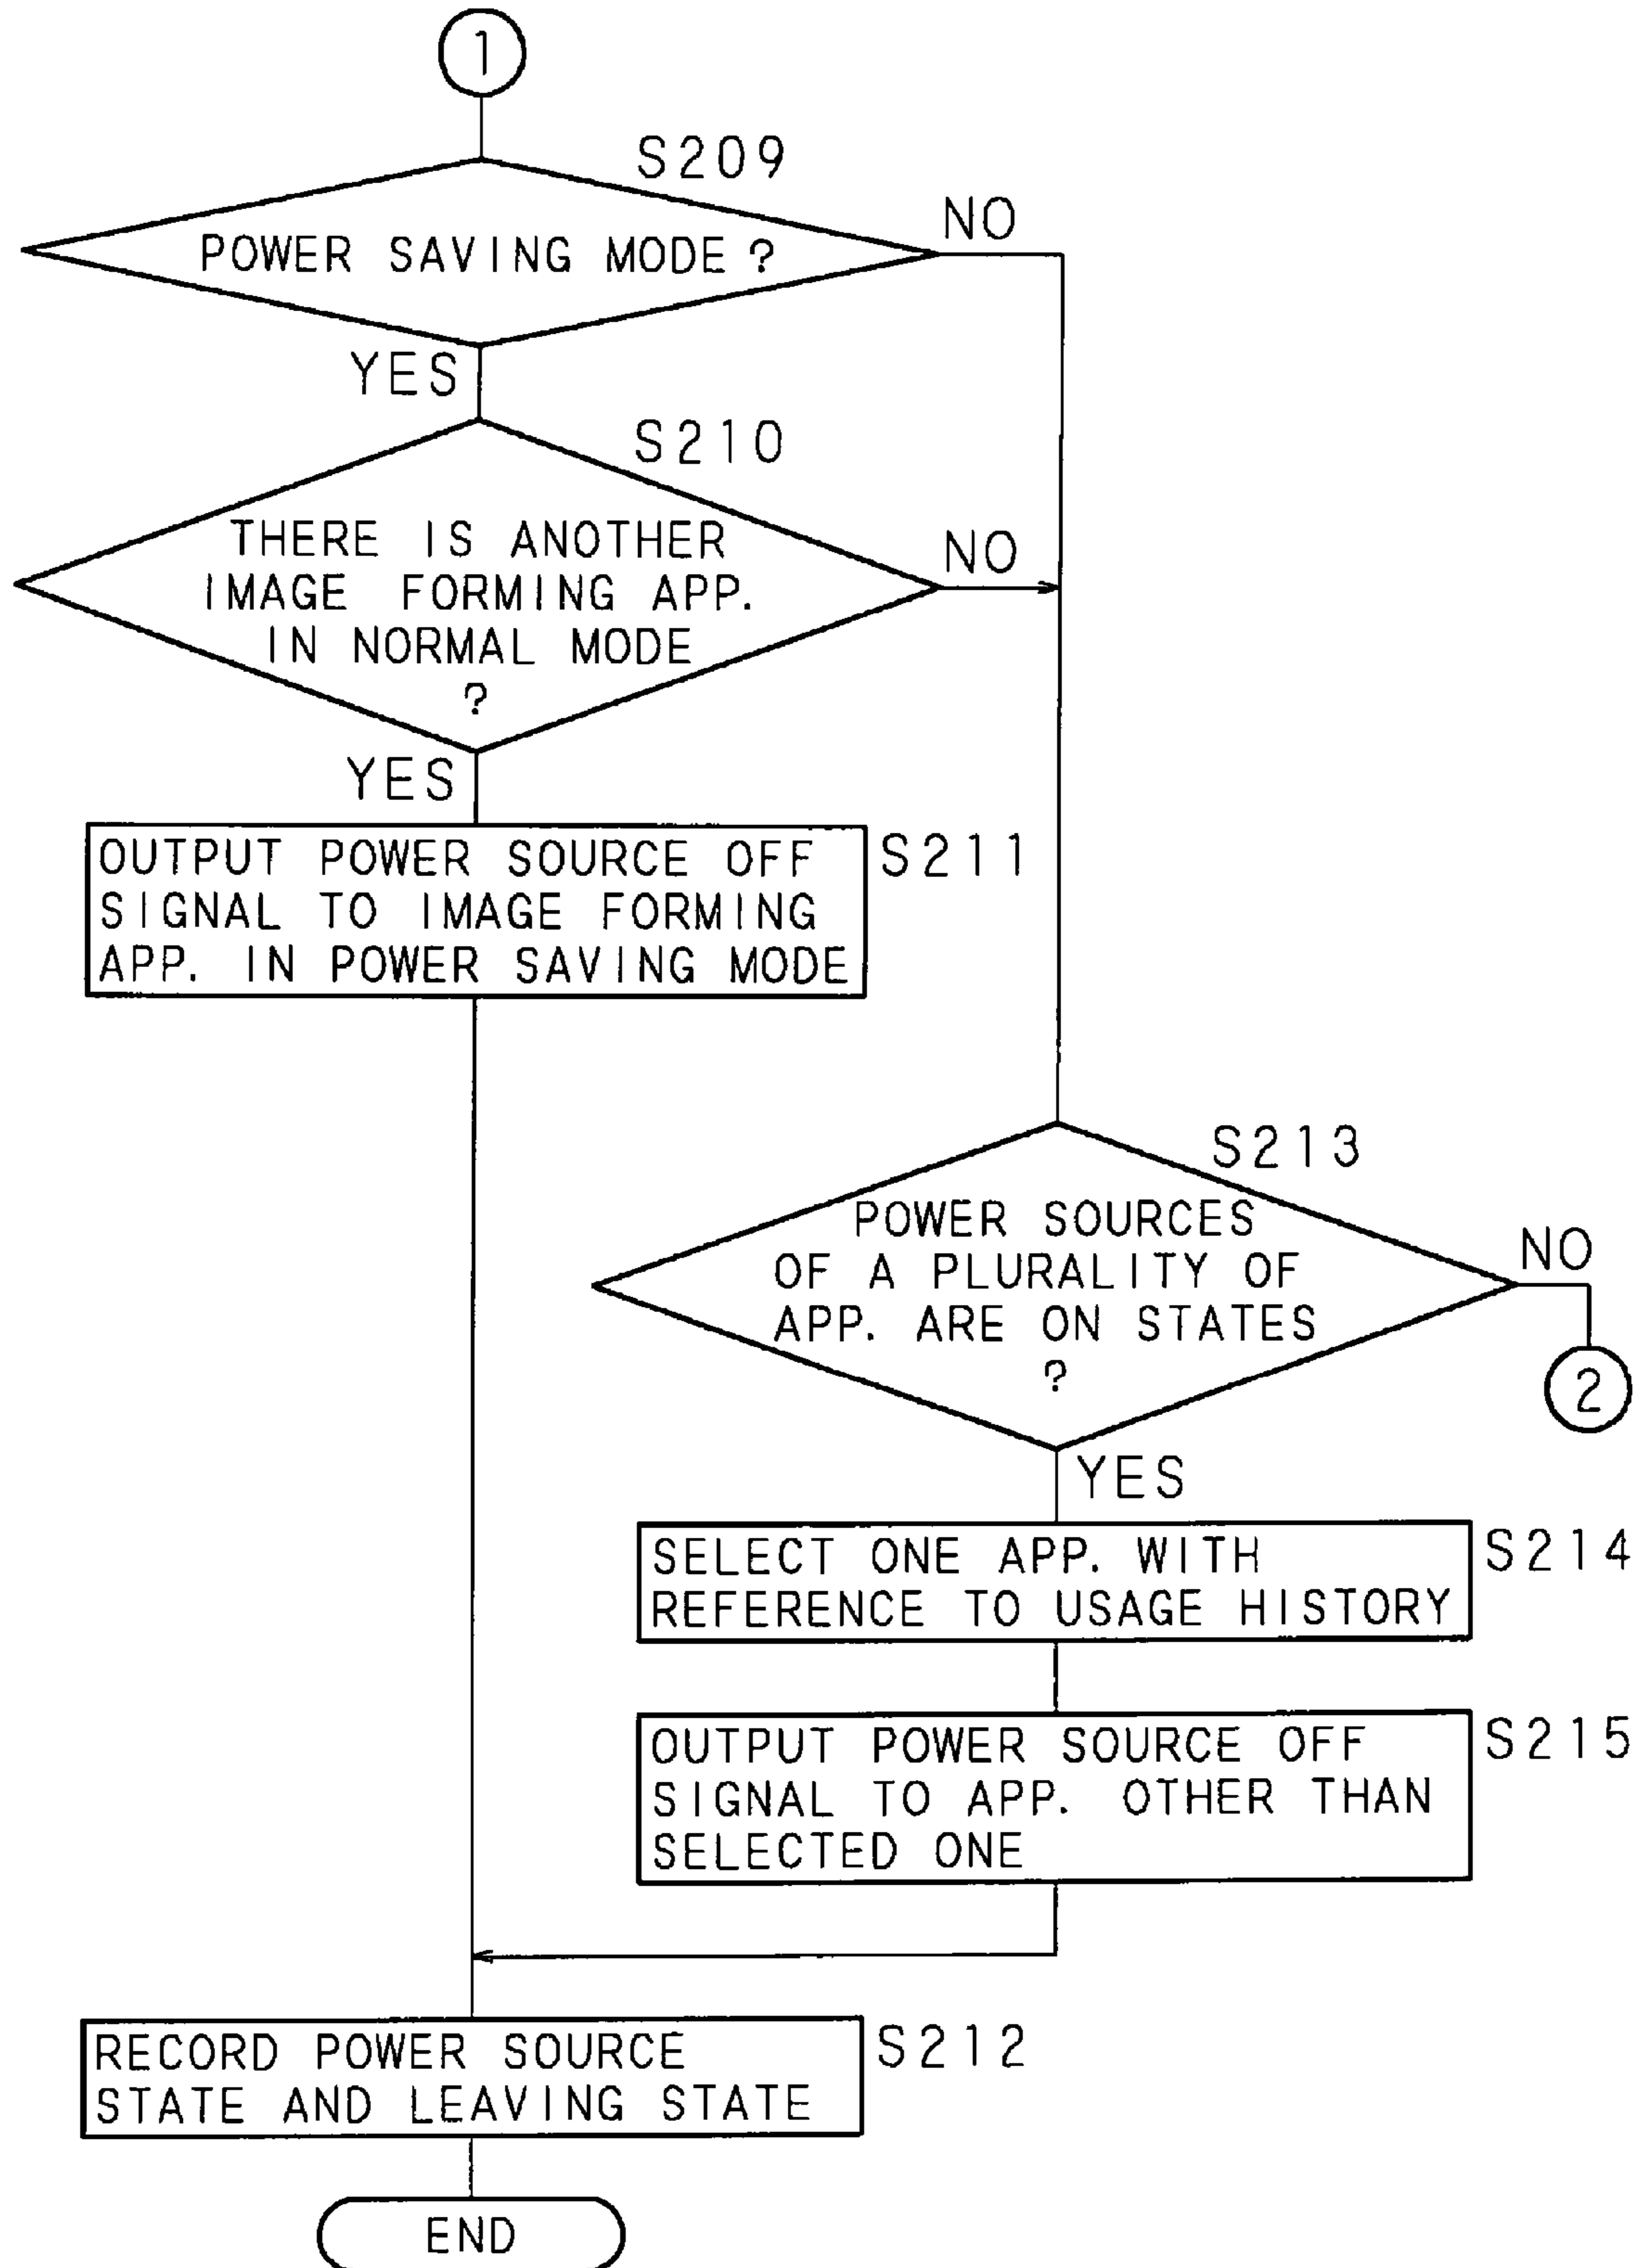 1
S209
POWER SAVING MODE ?
NO
YES
S210
THERE IS ANOTHER
IMAGE FORMING APP.
IN NORMAL MODE
?
NO
YES
OUTPUT POWER SOURCE OFF
SIGNAL TO IMAGE FORMING
APP. IN POWER SAVING MODE
S211
S213
POWER SOURCES
OF A PLURALITY OF
APP. ARE ON STATES
?
NO
2
YES
SELECT ONE APP. WITH
REFERENCE TO USAGE HISTORY
S214
OUTPUT POWER SOURCE OFF
SIGNAL TO APP. OTHER THAN
SELECTED ONE
S215
RECORD POWER SOURCE
STATE AND LEAVING STATE
S212
END